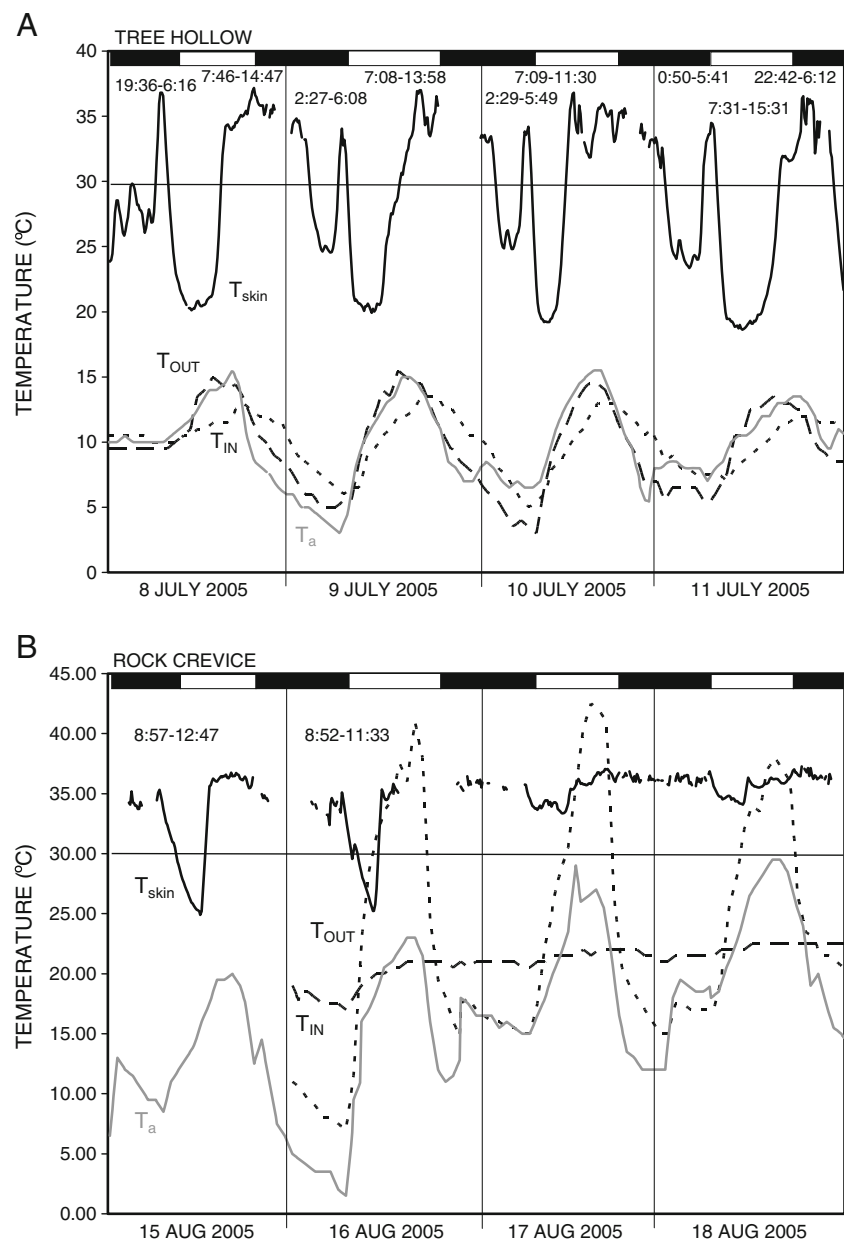 A
TREE HOLLOW
40
35
30
25
20
15
10
5
0
TEMPERATURE (ºC)
19:36-6:16
7:46-14:47
7:08-13:58
2:27-6:08
7:09-11:30
2:29-5:49
0:50-5:41
22:42-6:12
7:31-15:31
Tskin
TOUT
TIN
Ta
8 JULY 2005
9 JULY 2005
10 JULY 2005
11 JULY 2005
B
ROCK CREVICE
45.00
40.00
35.00
30.00
25.00
20.00
15.00
10.00
5.00
0.00
TEMPERATURE (ºC)
8:57-12:47
8:52-11:33
Tskin
TOUT
TIN
Ta
15 AUG 2005
16 AUG 2005
17 AUG 2005
18 AUG 2005